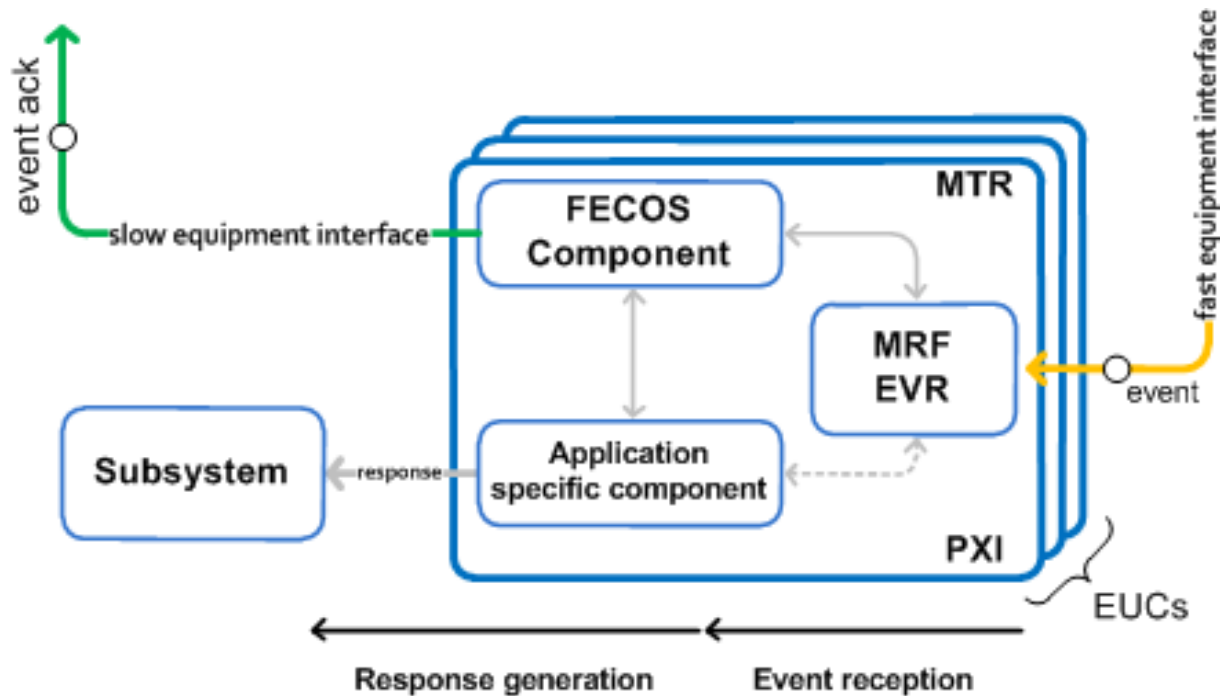 event ack
fast equipment interface
MTR
FECOS
Component
slow equipment interface
MRF
EVR
event
Subsystem
response
Application
specific component
PXI
EUCs
Response generation
Event reception